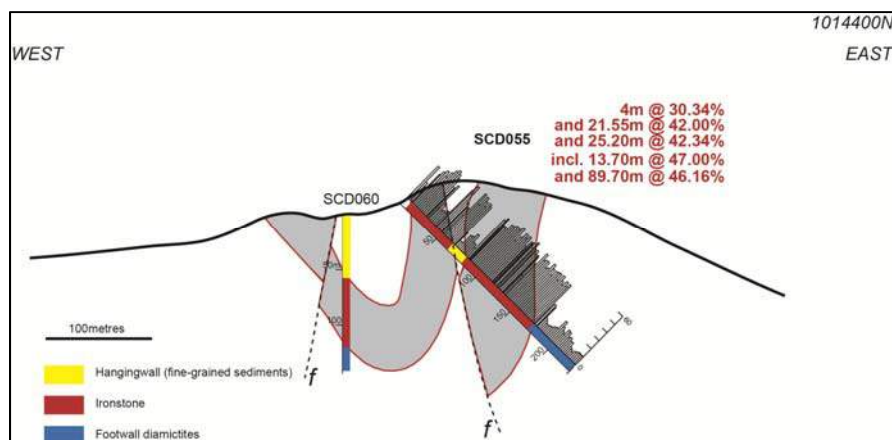 1014400N
WEST
EAST
4m @ 30.34%
and 21.55m @ 42.00%
SCD055
and 25.20m @ 42.34%
incl. 13.70m @ 47.00%
and 89.70m @ 46.16%
SCD060
50
50m
100
100
150
200
0
100metres
Hangingwall (fine-grained sediments)
f
Ironstone
f
Footwall diamictites